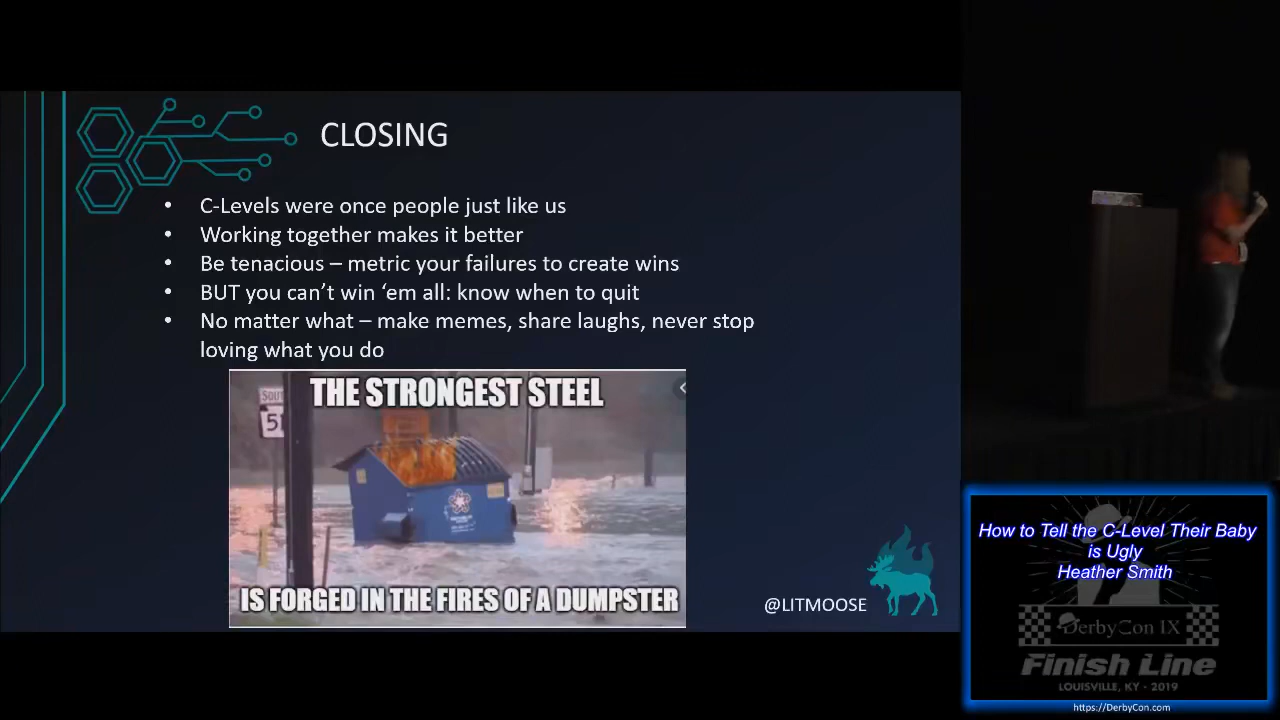 CLOSING
• C-Levels were once people just like us
• Working together makes it better
• Be tenacious – metric your failures to create wins
• BUT you can’t win ‘em all: know when to quit
• No matter what – make memes, share laughs, never stop
loving what you do
THE STRONGEST STEEL
SOUT
51
IS FORGED IN THE FIRES OF A DUMPSTER
@LITMOOSE
How to Tell the C-Level Their Baby
is Ugly
Heather Smith
DerbyCon IX
Finish Line
LOUISVILLE, KY - 2019
https://DerbyCon.com